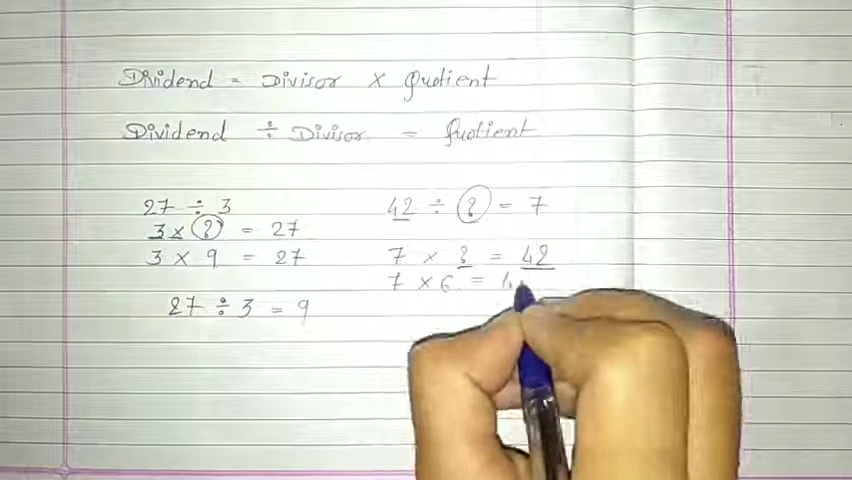 Dividend = Divisor × Quotient
Dividend ÷ Divisor = Quotient
27 ÷ 3
3 × ? = 27
3 × 9 = 27
27 ÷ 3 = 9
42 ÷ ? = 7
7 × ? = 42
7 × 6 = 4